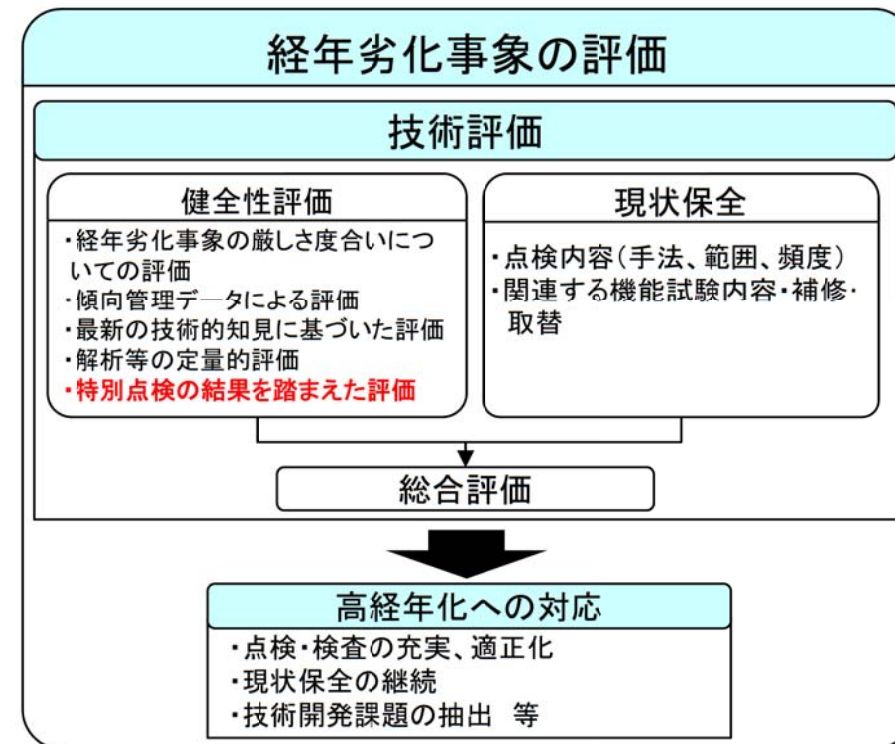 経年劣化事象の評価
技術評価
健全性評価
・経年劣化事象の厳しさ度合いにつ
いての評価
・傾向管理データによる評価
・最新の技術的知見に基づいた評価
・解析等の定量的評価
・特別点検の結果を踏まえた評価
現状保全
・点検内容(手法、範囲、頻度)
・関連する機能試験内容・補修・
取替
総合評価
高経年化への対応
・点検・検査の充実、適正化
・現状保全の継続
・技術開発課題の抽出 等